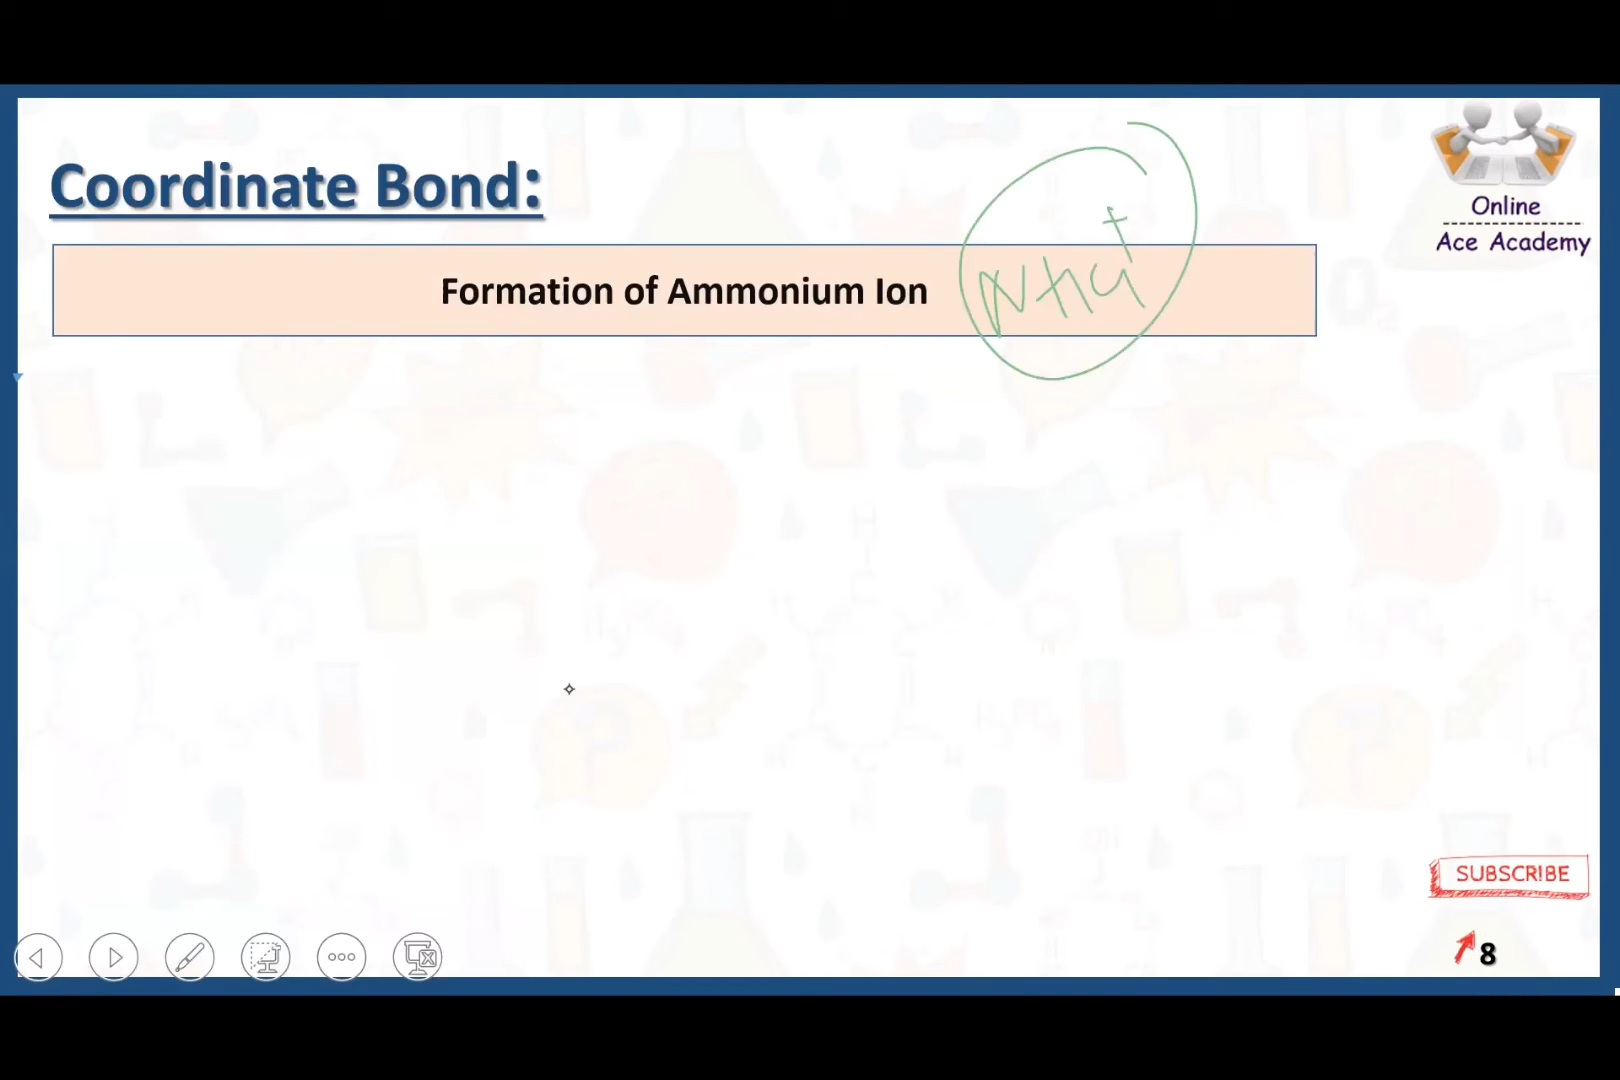 Coordinate Bond:
Formation of Ammonium Ion
NH4+
Online
Ace Academy
SUBSCRIBE
8